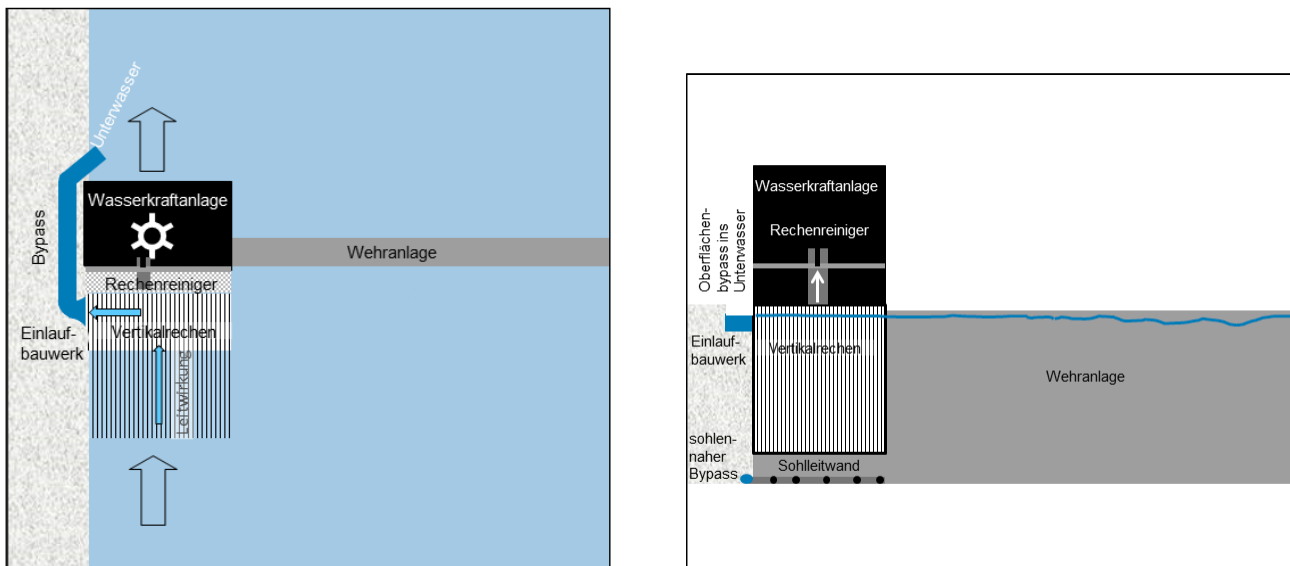 Unterwasser
Wasserkraftanlage
Bypass
Wehranlage
Rechenreiniger
Einlauf-
bauwerk
Vertikalrechen
Leitwirkung
Wasserkraftanlage
Rechenreiniger
Oberflächen-
bypass ins
Unterwasser
Einlauf-
bauwerk
Vertikalrechen
Wehranlage
sohlen-
naher
Bypass
Sohlleitwand